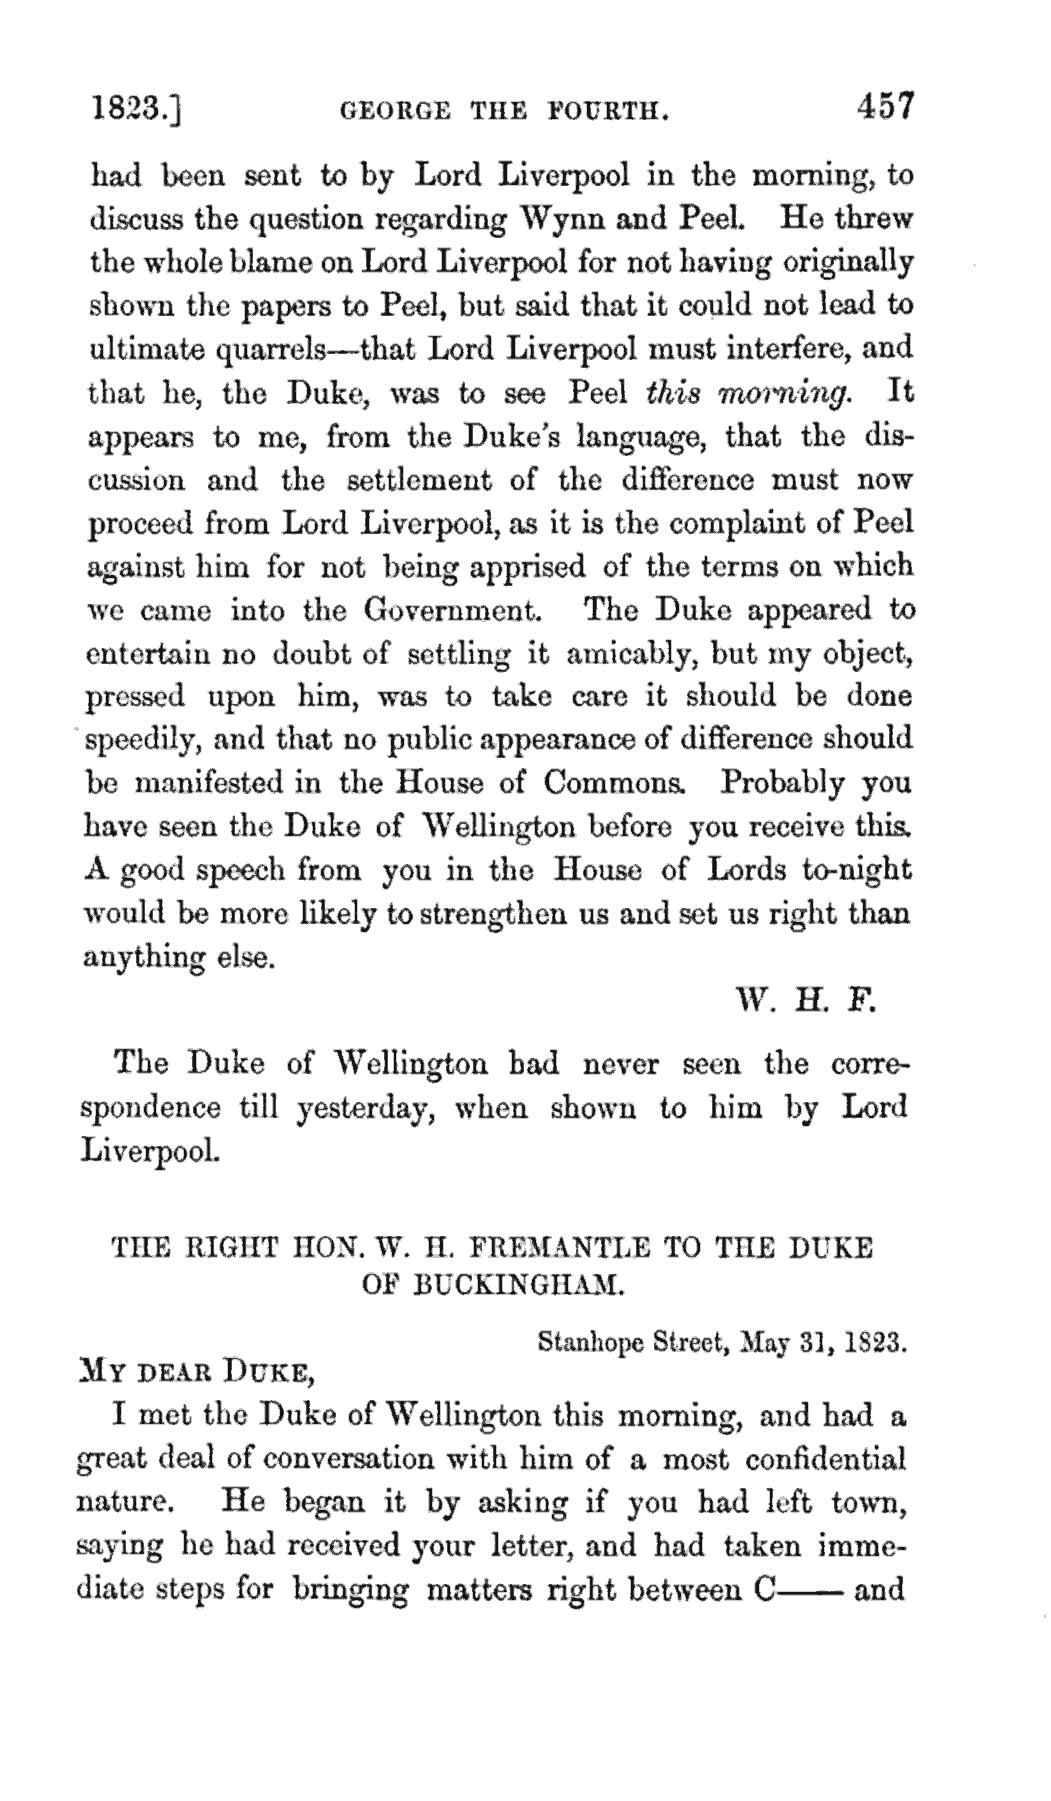 1823.] GEORGE THE FOURTH. 457
had been sent to by Lord Liverpool in the morning, to
discuss the question regarding Wynn and Peel. He threw
the whole blame on Lord Liverpool for not having originally
shown the papers to Peel, but said that it could not lead to
ultimate quarrels—that Lord Liverpool must interfere, and
that he, the Duke, was to see Peel this morning. It
appears to me, from the Duke's language, that the dis-
cussion and the settlement of the difference must now
proceed from Lord Liverpool, as it is the complaint of Peel
against him for not being apprised of the terms on which
we came into the Government. The Duke appeared to
entertain no doubt of settling it amicably, but my object,
pressed upon him, was to take care it should be done
speedily, and that no public appearance of difference should
be manifested in the House of Commons. Probably you
have seen the Duke of Wellington before you receive this.
A good speech from you in the House of Lords to-night
would be more likely to strengthen us and set us right than
anything else.
W. H. F.
The Duke of Wellington had never seen the corre-
spondence till yesterday, when shown to him by Lord
Liverpool.
THE RIGHT HON. W. H. FREMANTLE TO THE DUKE
OF BUCKINGHAM.
Stanhope Street, May 31, 1823.
MY DEAR DUKE,
I met the Duke of Wellington this morning, and had a
great deal of conversation with him of a most confidential
nature. He began it by asking if you had left town,
saying he had received your letter, and had taken imme-
diate steps for bringing matters right between C—— and